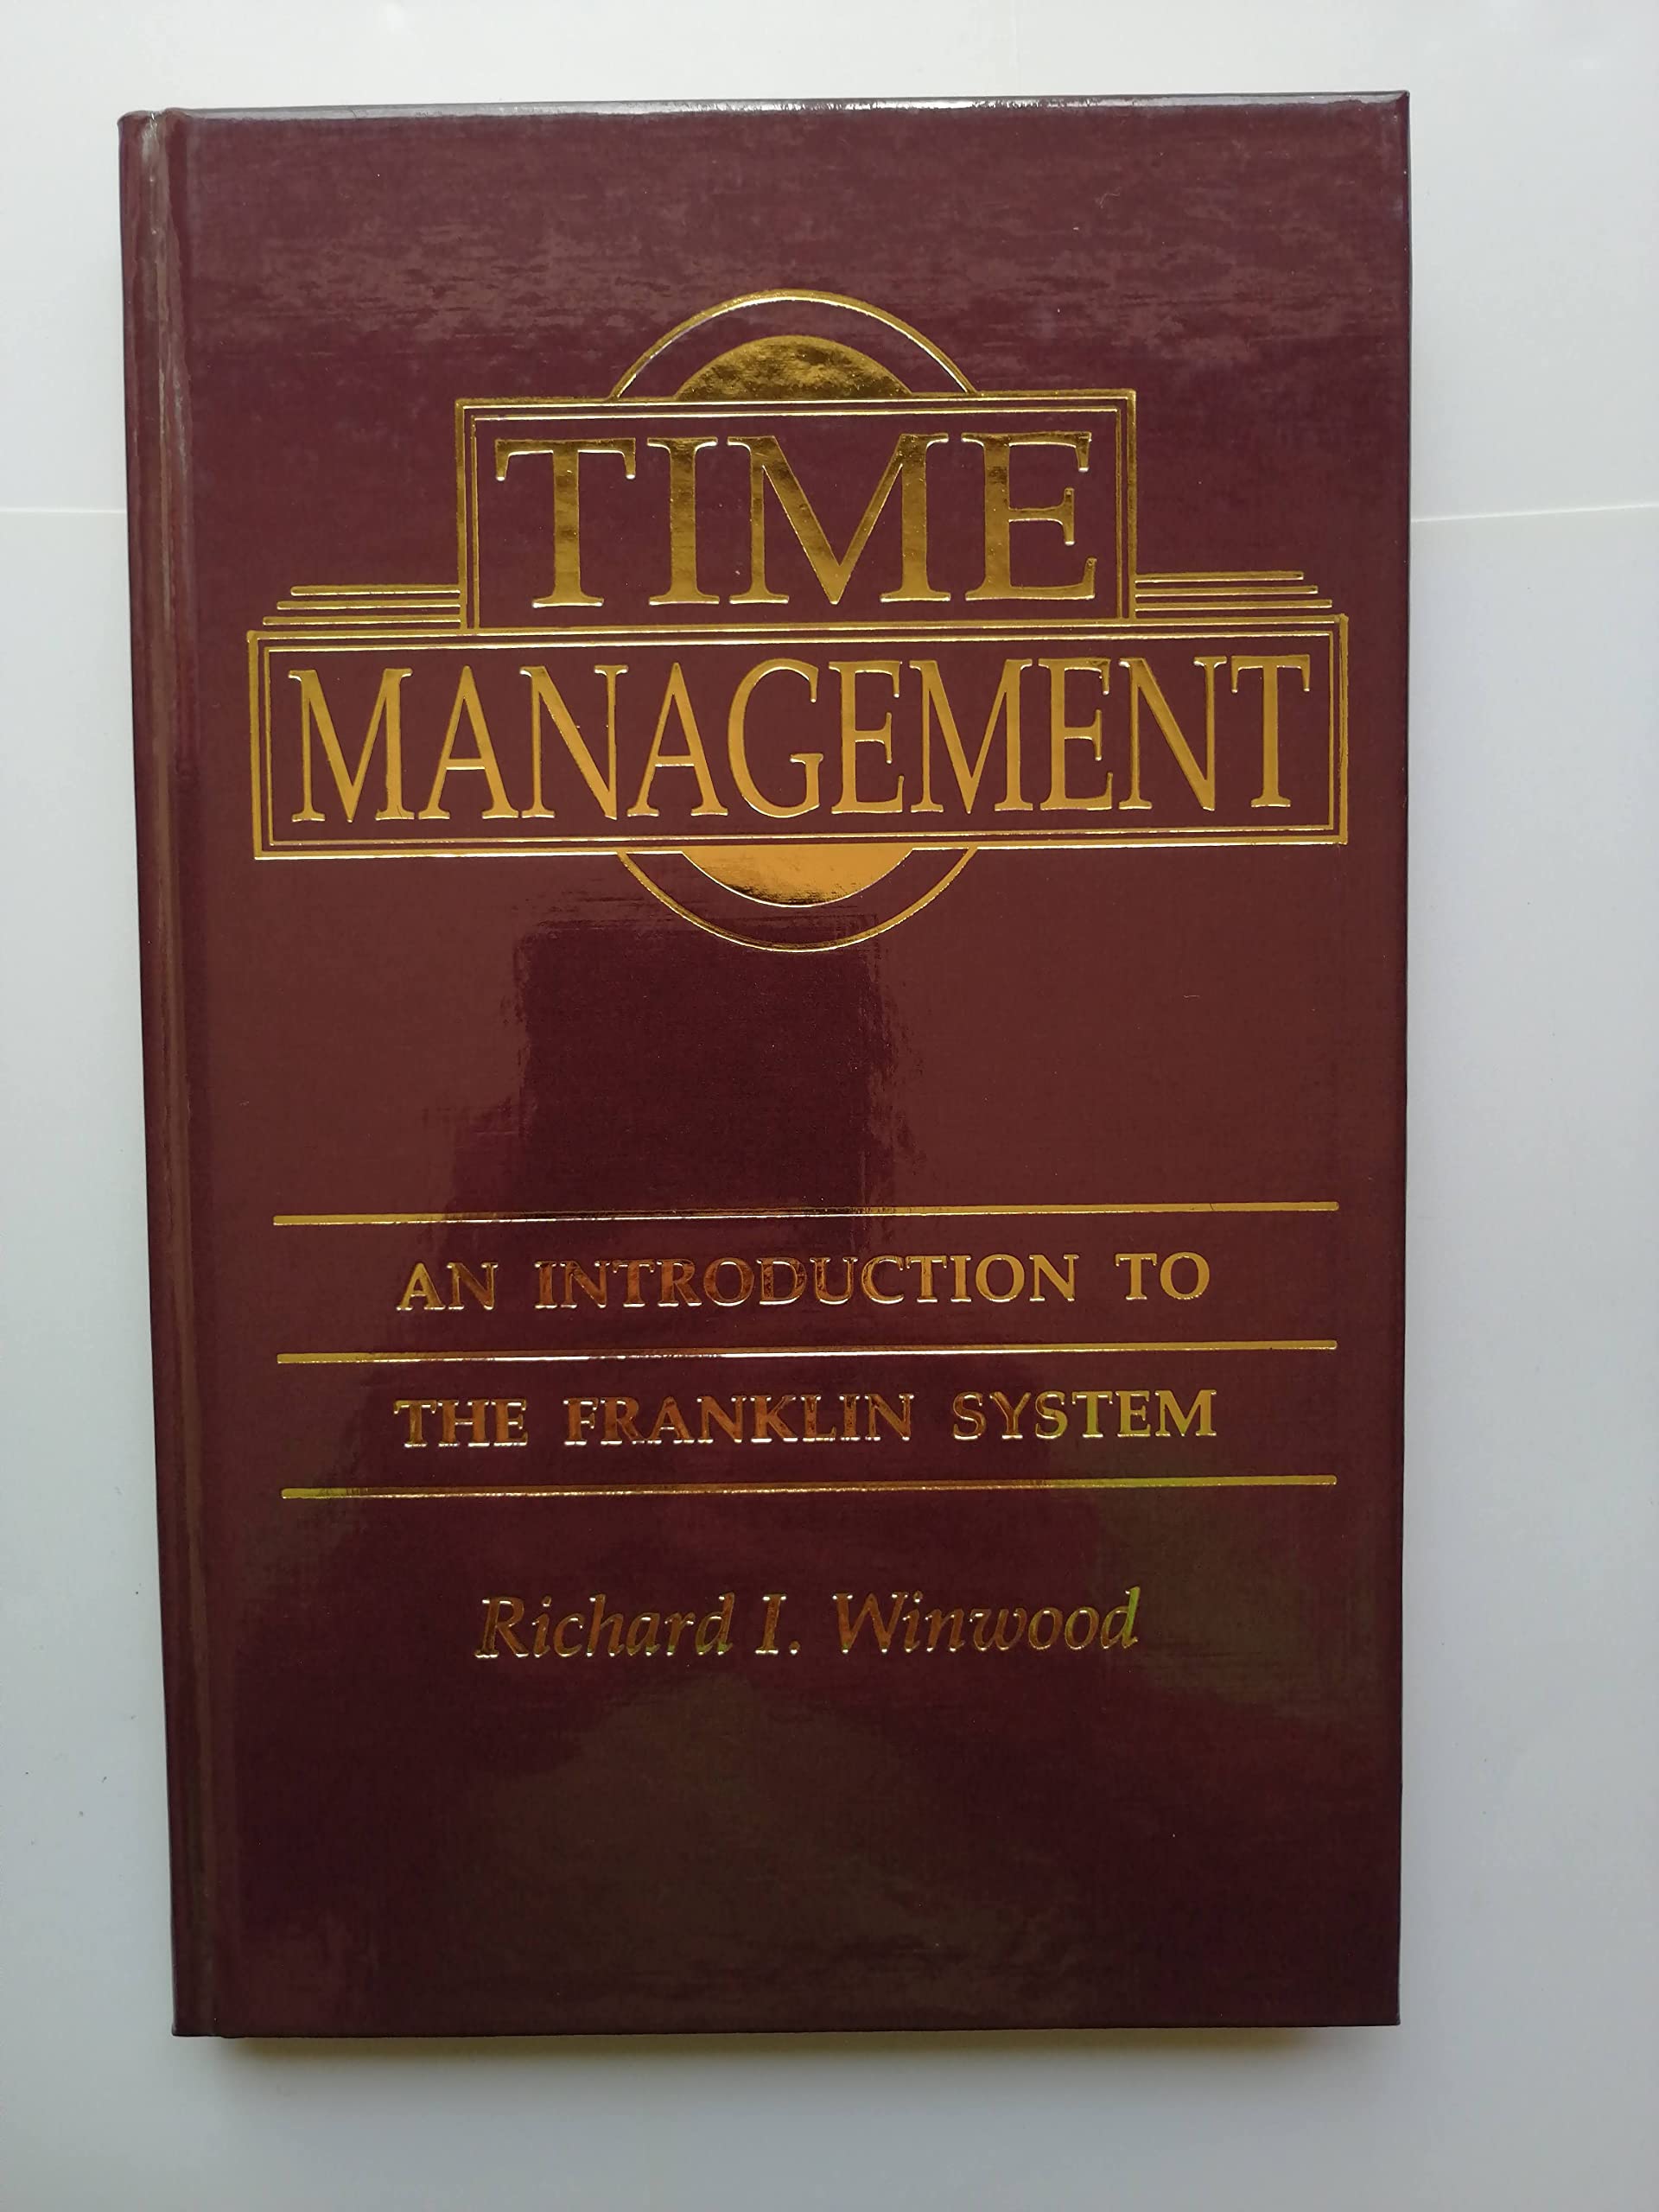 TIME
MANAGEMENT
AN INTRODUCTION TO
THE FRANKLIN SYSTEM
Richard I. Winwood